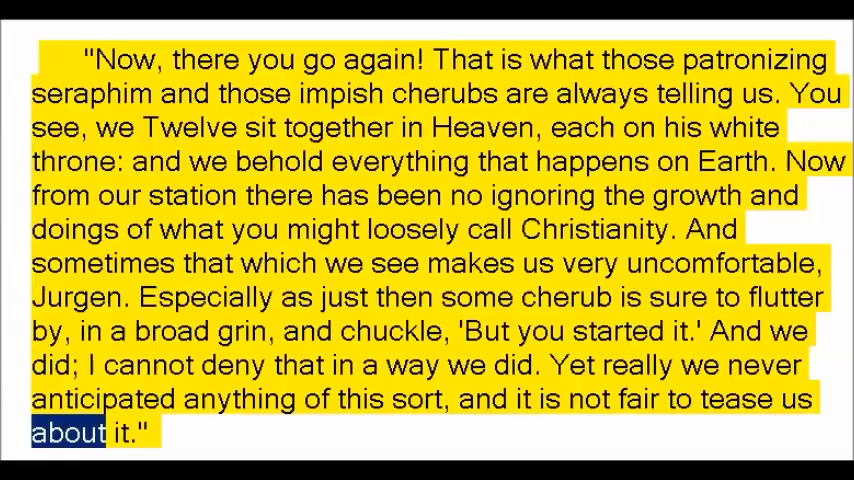 "Now, there you go again! That is what those patronizing
seraphim and those impish cherubs are always telling us. You
see, we Twelve sit together in Heaven, each on his white
throne: and we behold everything that happens on Earth. Now
from our station there has been no ignoring the growth and
doings of what you might loosely call Christianity. And
sometimes that which we see makes us very uncomfortable,
Jurgen. Especially as just then some cherub is sure to flutter
by, in a broad grin, and chuckle, 'But you started it.' And we
did; I cannot deny that in a way we did. Yet really we never
anticipated anything of this sort, and it is not fair to tease us
about it."